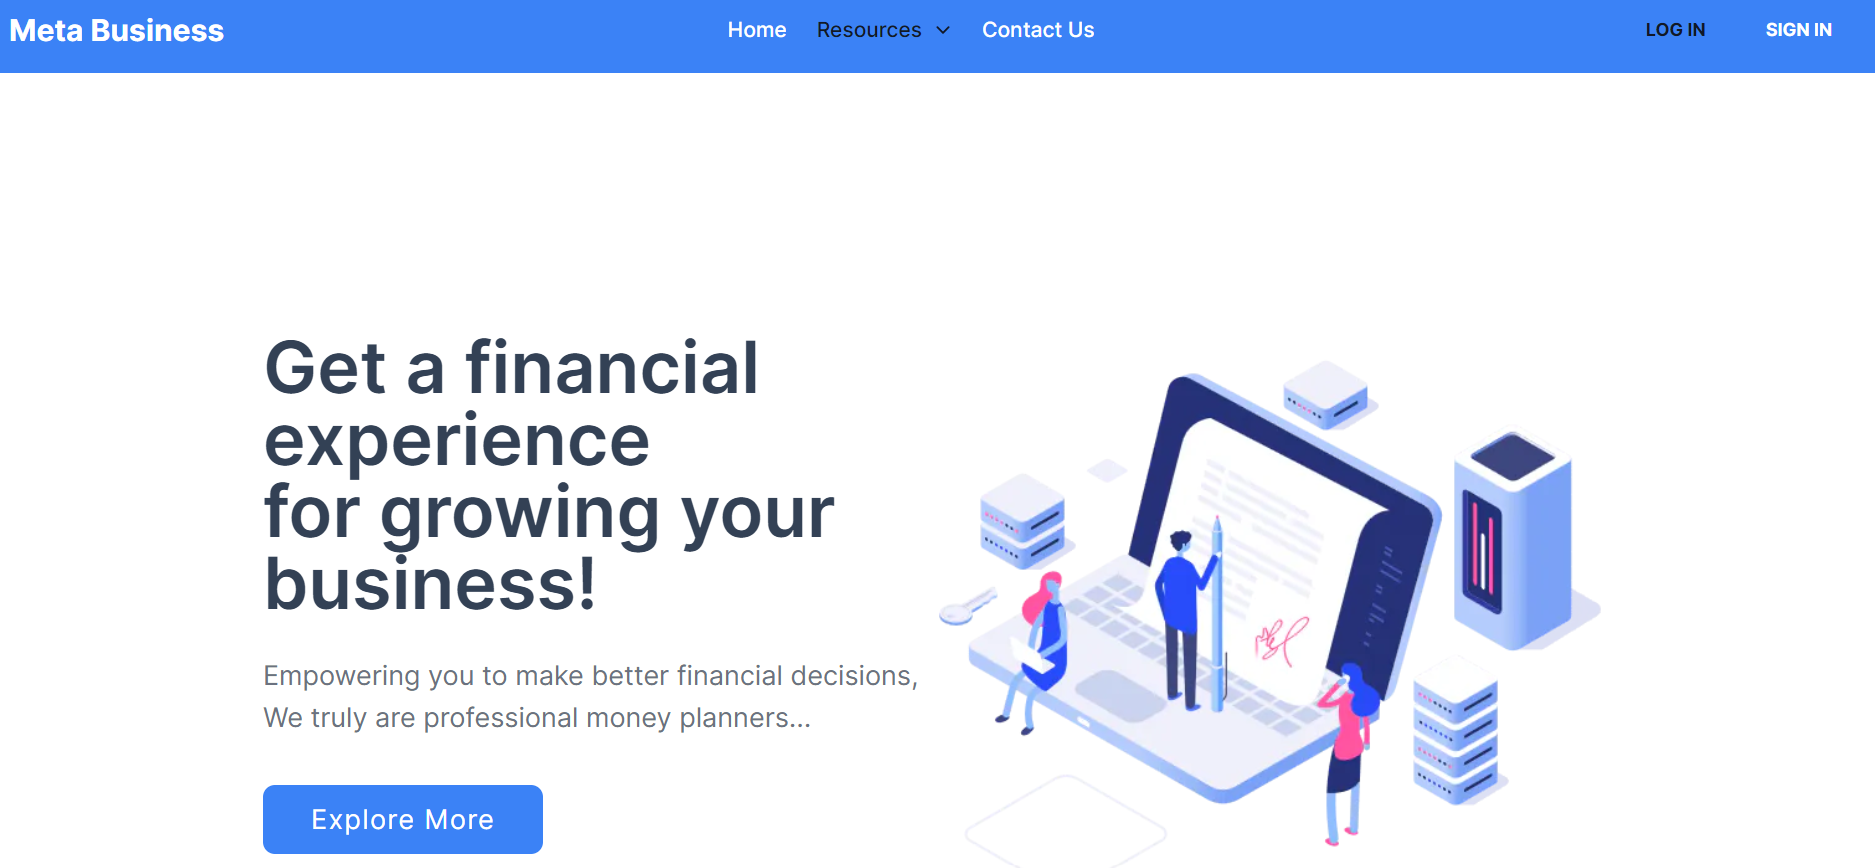 Meta Business
Home
Resources
Contact Us
LOG IN
SIGN IN
Get a financial
experience
for growing your
business!
Empowering you to make better financial decisions,
We truly are professional money planners...
Explore More